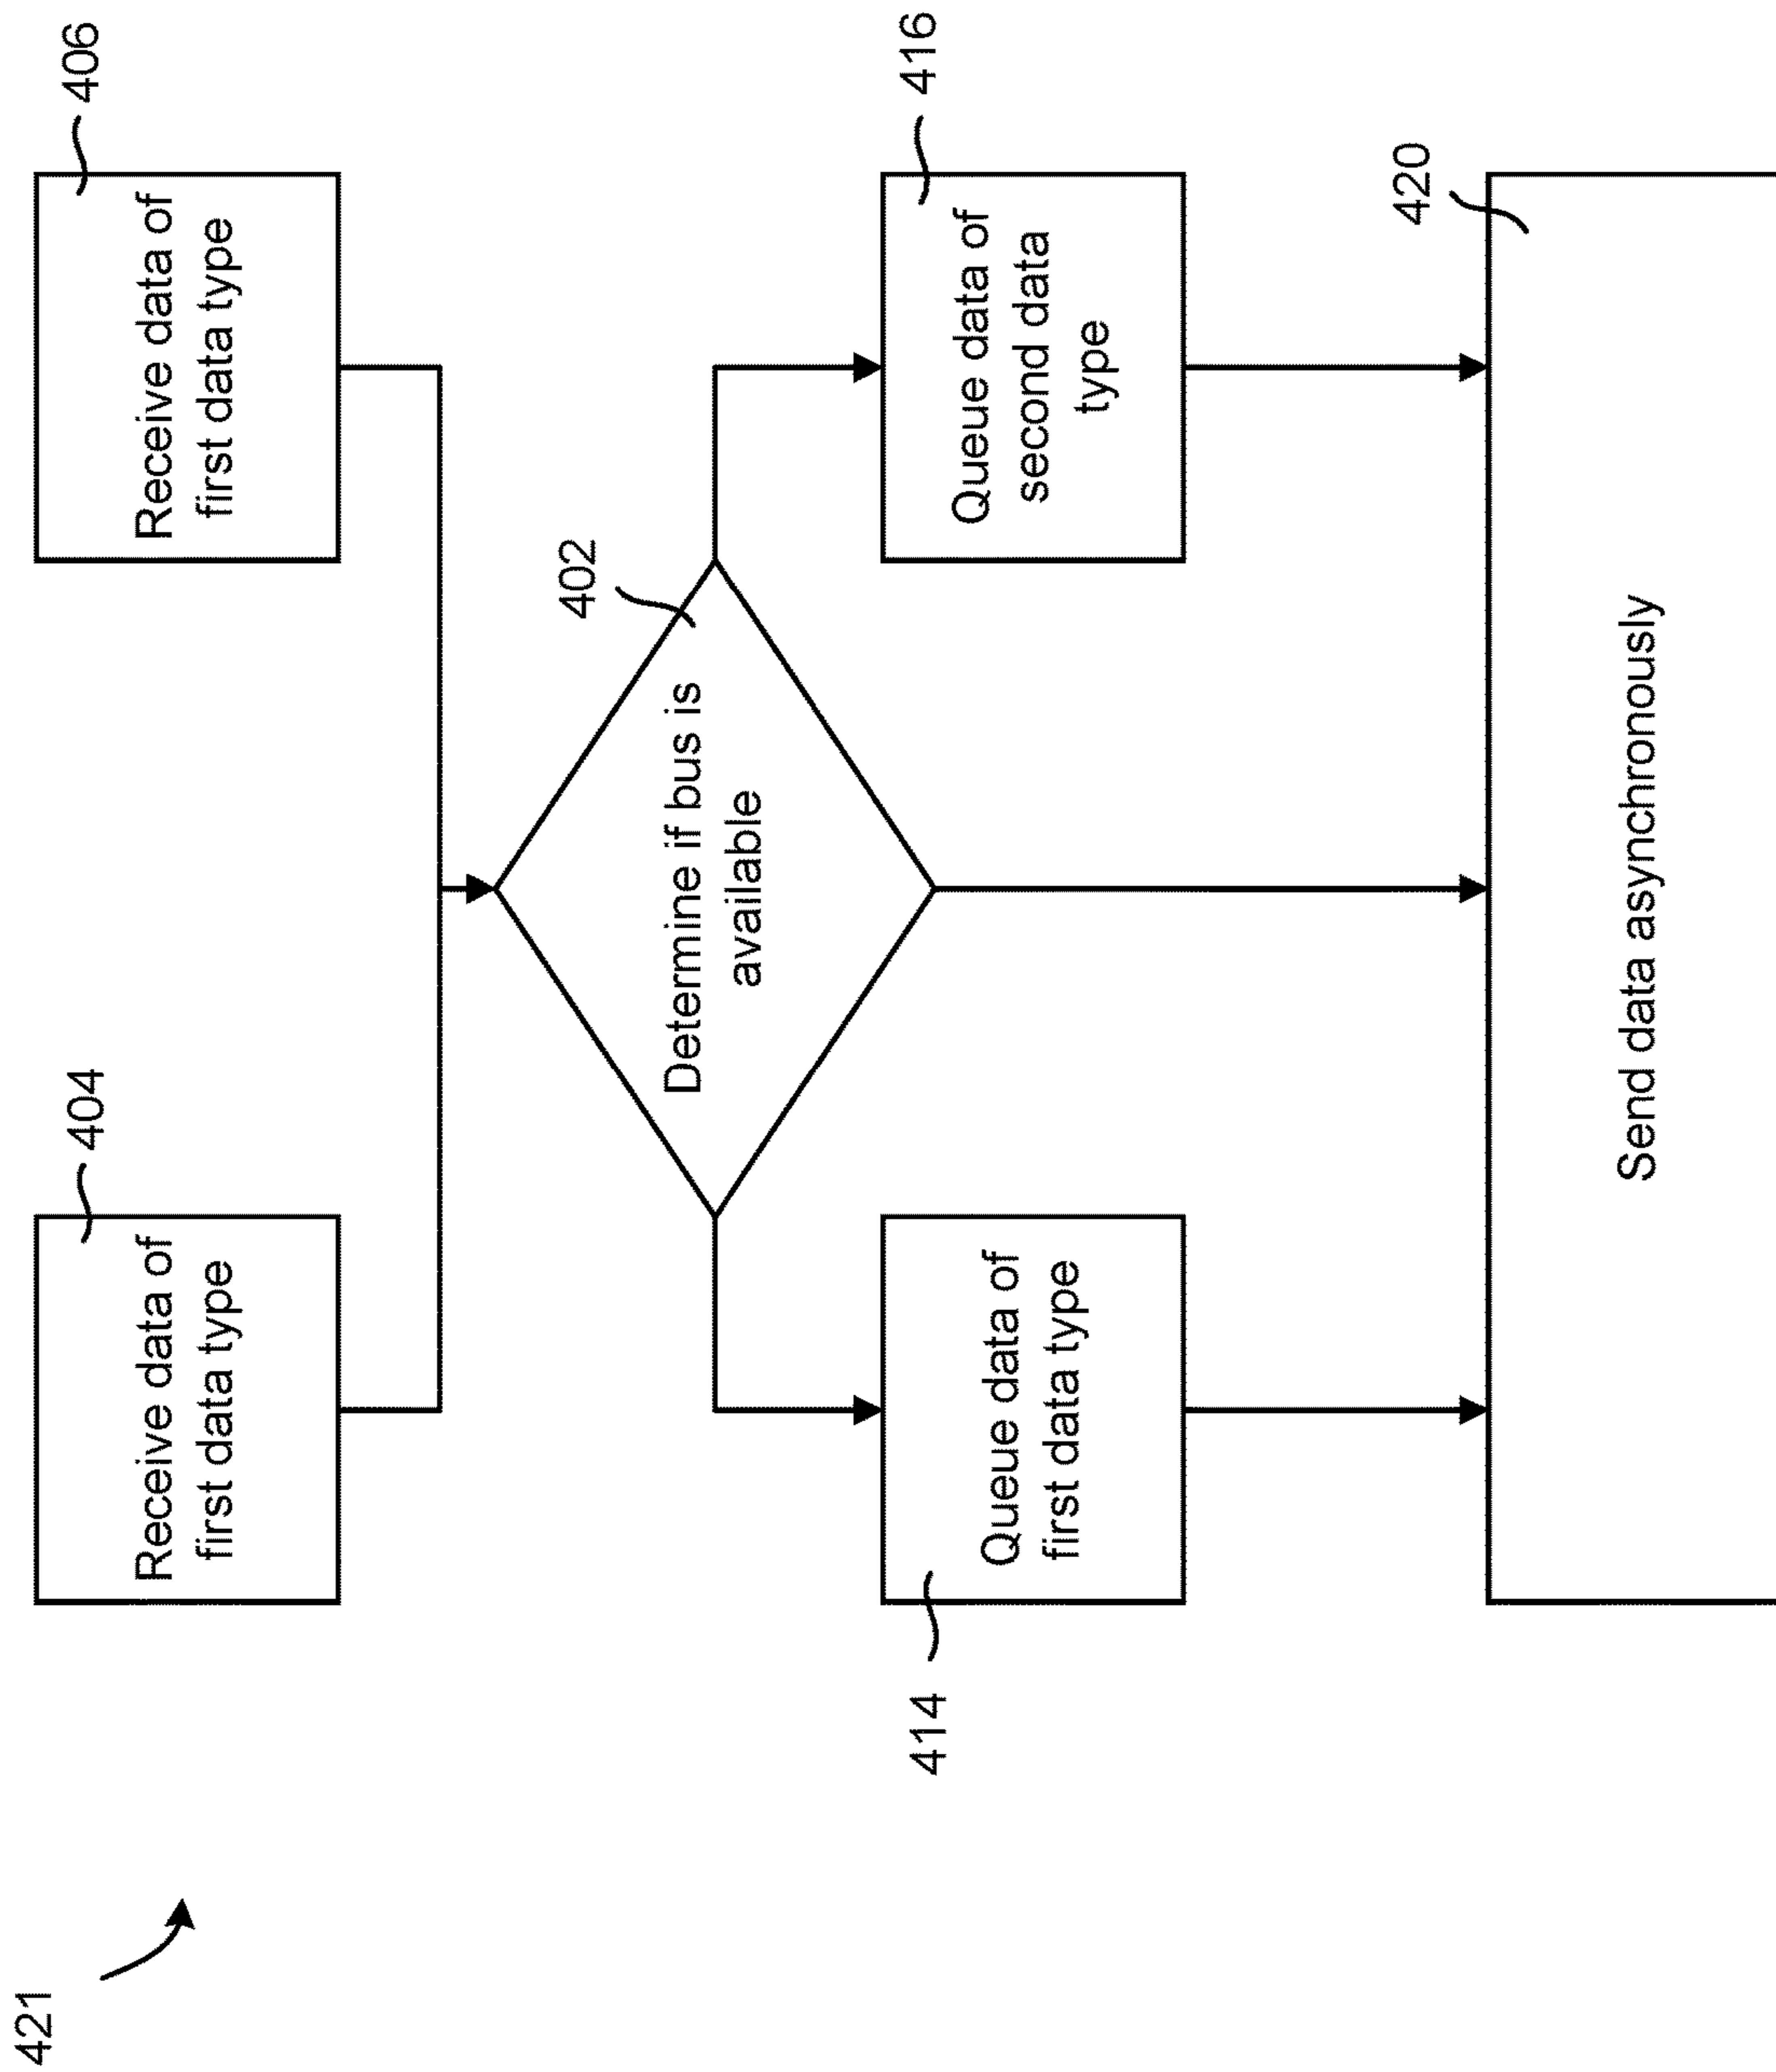 421
404
Receive data of
first data type
406
Receive data of
first data type
402
Determine if bus is
available
414
Queue data of
first data type
416
Queue data of
second data
type
420
Send data asynchronously